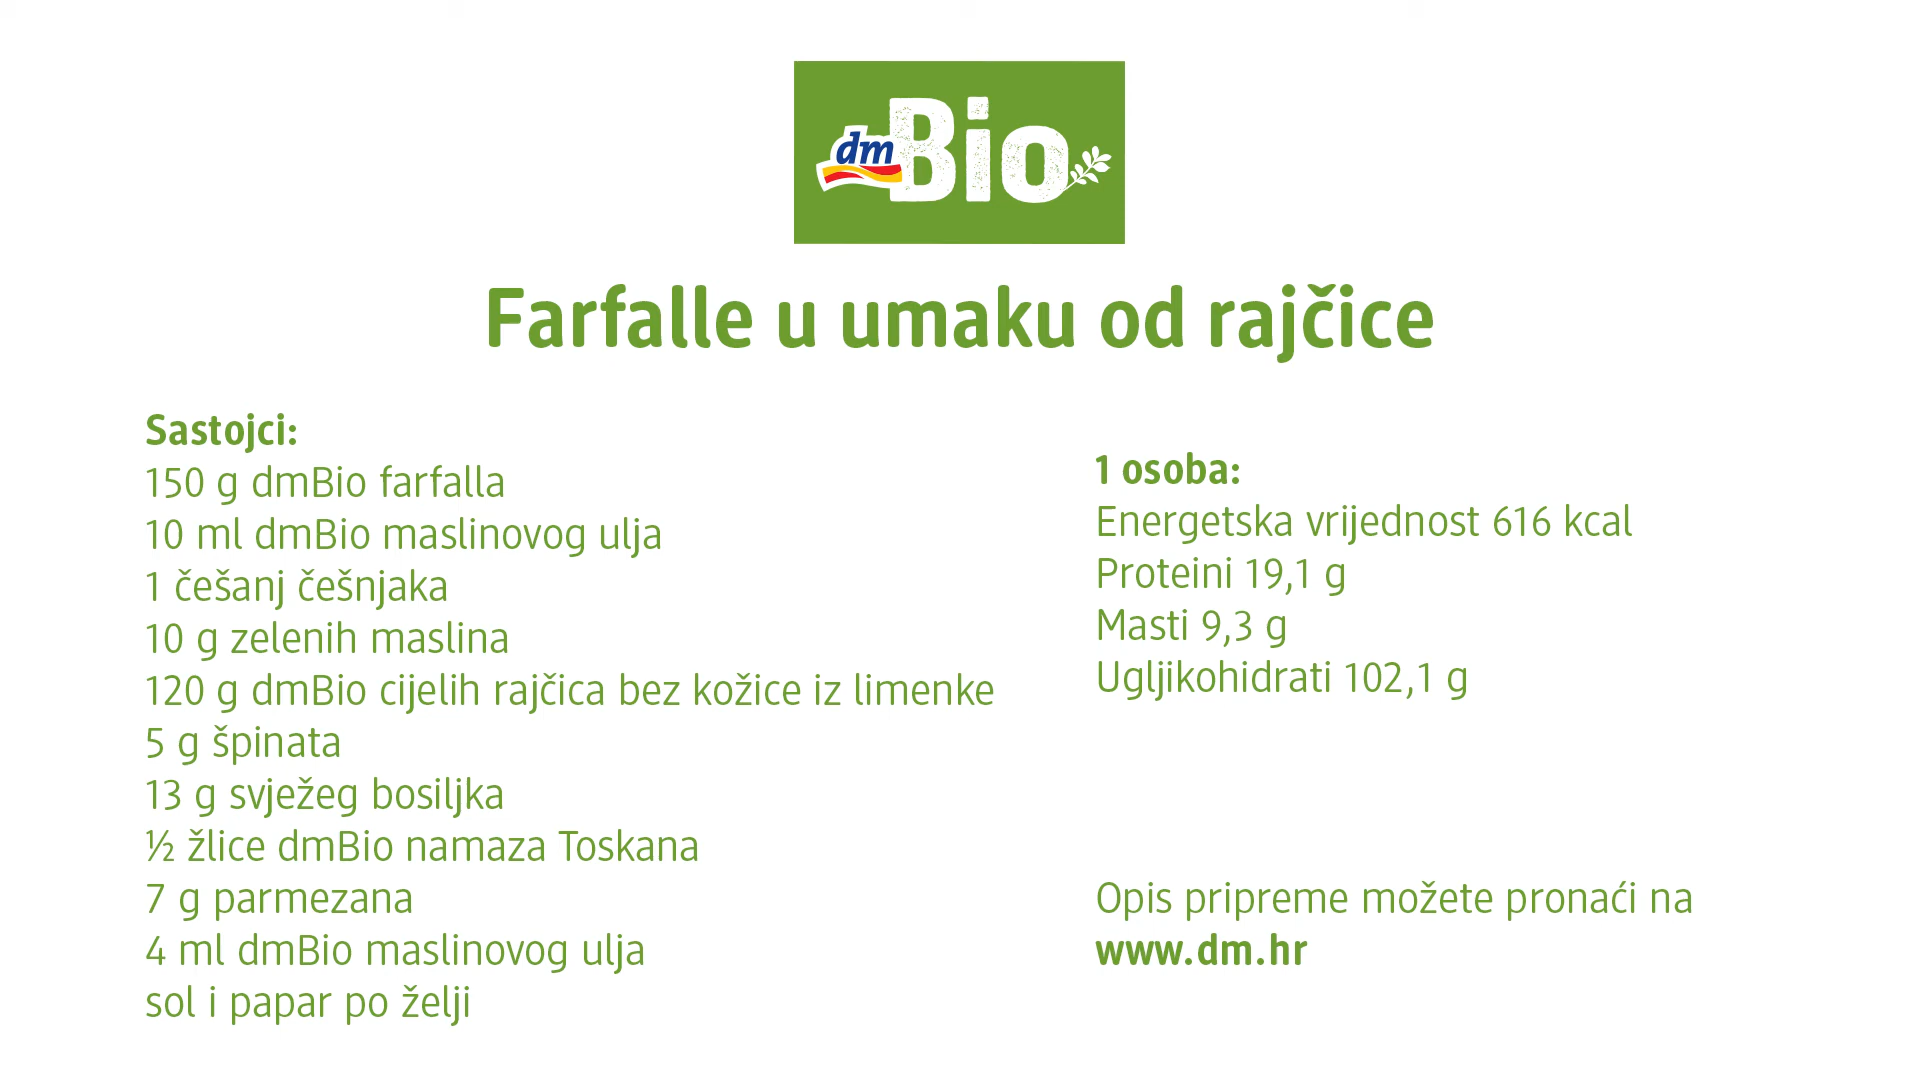 dmBio
Farfalle u umaku od rajčice
Sastojci:
150 g dmBio farfalla
10 ml dmBio maslinovog ulja
1 češanj češnjaka
10 g zelenih maslina
120 g dmBio cijelih rajčica bez kožice iz limenke
5 g špinata
13 g svježeg bosiljka
½ žlice dmBio namaza Toskana
7 g parmezana
4 ml dmBio maslinovog ulja
sol i papar po želji
1 osoba:
Energetska vrijednost 616 kcal
Proteini 19,1 g
Masti 9,3 g
Ugljikohidrati 102,1 g
Opis pripreme možete pronaći na
www.dm.hr